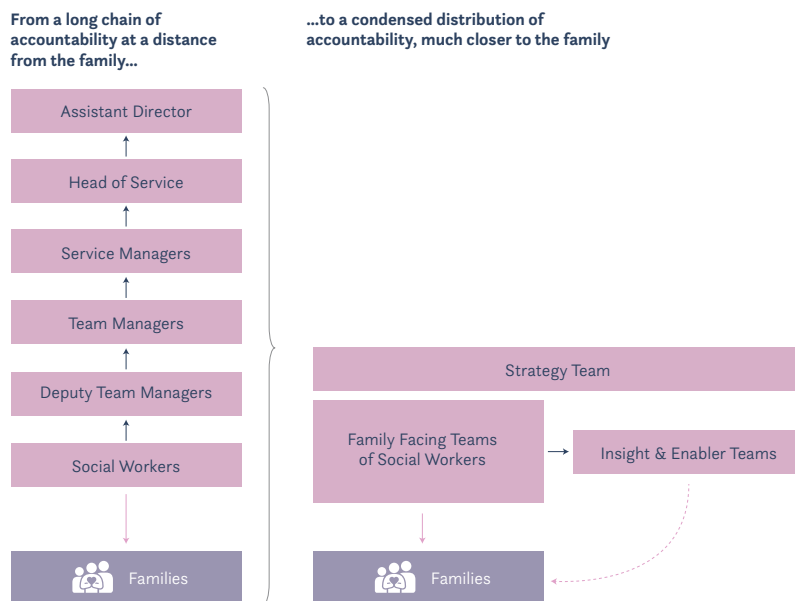 From a long chain of
accountability at a distance
from the family...
...to a condensed distribution of
accountability, much closer to the family
Assistant Director
Head of Service
Service Managers
Team Managers
Deputy Team Managers
Social Workers
Families
Strategy Team
Family Facing Teams
of Social Workers
Insight & Enabler Teams
Families